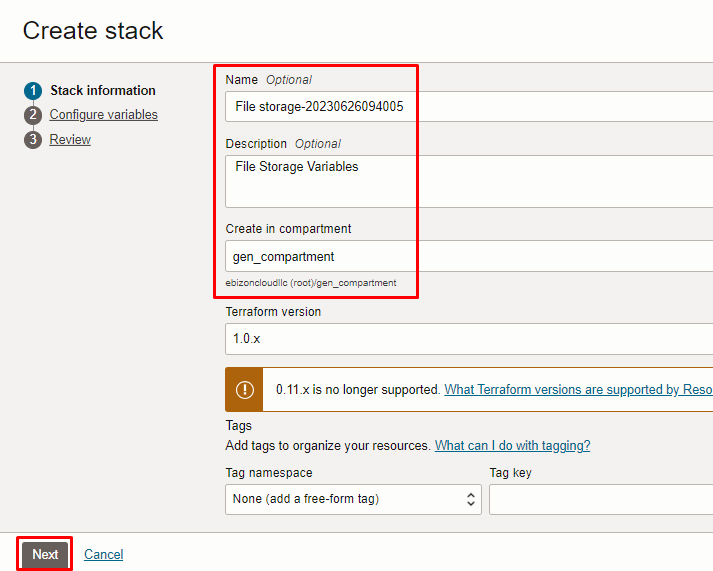 Create stack
1 Stack information
2 Configure variables
3 Review
Name Optional
File storage-20230626094005
Description Optional
File Storage Variables
Create in compartment
gen_compartment
ebizoncloudllc (root)/gen_compartment
Terraform version
1.0.x
0.11.x is no longer supported. What Terraform versions are supported by Reso
Tags
Add tags to organize your resources. What can I do with tagging?
Tag namespace Tag key
None (add a free-form tag)
Next Cancel